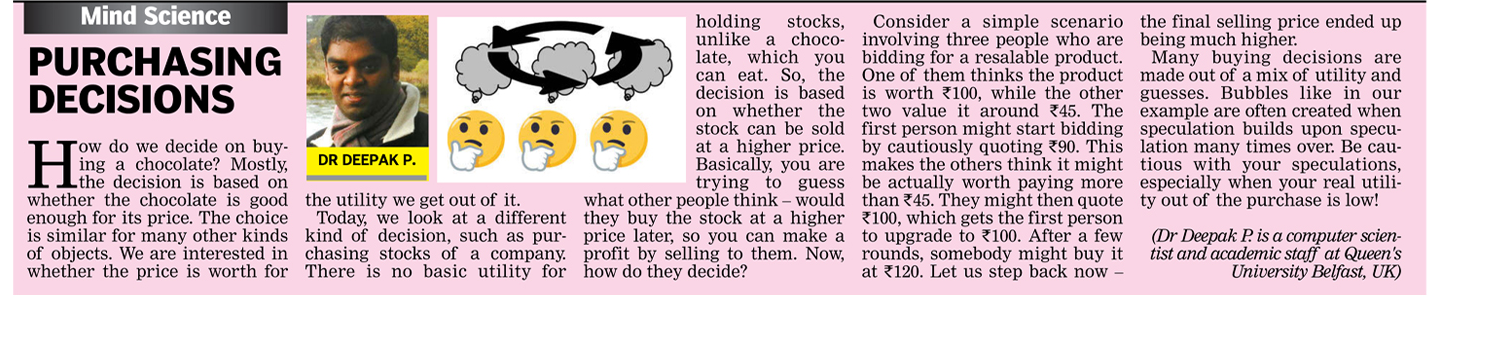 Mind Science
PURCHASING
DECISIONS
How do we decide on buy-
ing a chocolate? Mostly,
the decision is based on
whether the chocolate is good
enough for its price. The choice
is similar for many other kinds
of objects. We are interested in
whether the price is worth for
DR DEEPAK P.
the utility we get out of it.
Today, we look at a different
kind of decision, such as pur-
chasing stocks of a company.
There is no basic utility for
holding stocks,
unlike a choco-
late, which you
can eat. So, the
decision is based
on whether the
stock can be sold
at a higher price.
Basically, you are
trying to guess
what other people think – would
they buy the stock at a higher
price later, so you can make a
profit by selling to them. Now,
how do they decide?
Consider a simple scenario
involving three people who are
bidding for a resalable product.
One of them thinks the product
is worth ₹100, while the other
two value it around ₹45. The
first person might start bidding
by cautiously quoting ₹90. This
makes the others think it might
be actually worth paying more
than ₹45. They might then quote
₹100, which gets the first person
to upgrade to ₹100. After a few
rounds, somebody might buy it
at ₹120. Let us step back now –
the final selling price ended up
being much higher.
Many buying decisions are
made out of a mix of utility and
guesses. Bubbles like in our
example are often created when
speculation builds upon specu-
lation many times over. Be cau-
tious with your speculations,
especially when your real utili-
ty out of the purchase is low!
(Dr Deepak P. is a computer scien-
tist and academic staff at Queen's
University Belfast, UK)